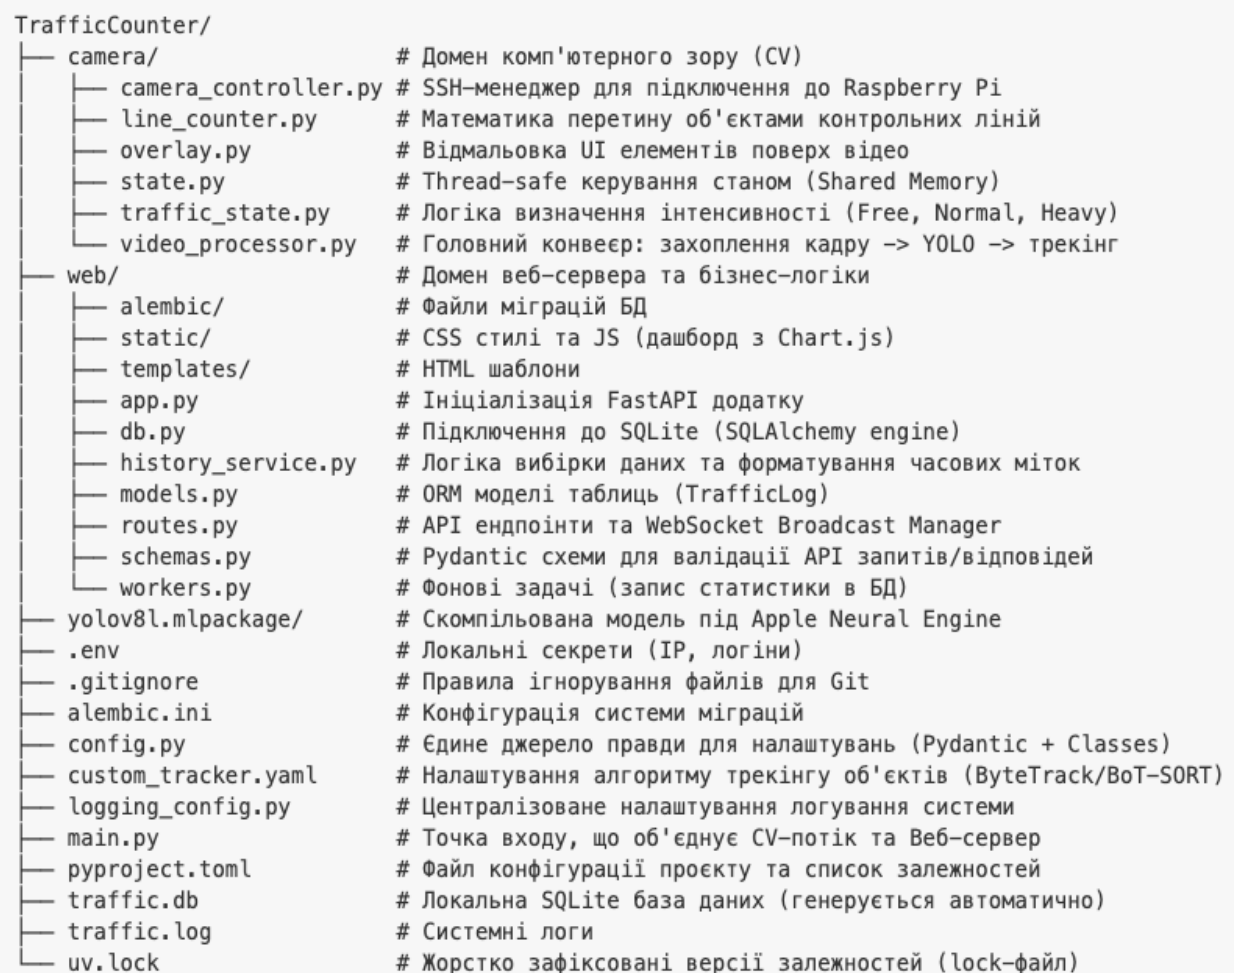 TrafficCounter/
├── camera/ # Домен комп'ютерного зору (CV)
│   ├── camera_controller.py # SSH-менеджер для підключення до Raspberry Pi
│   ├── line_counter.py # Математика перетину об'єктами контрольних ліній
│   ├── overlay.py # Відмальовка UI елементів поверх відео
│   ├── state.py # Thread-safe керування станом (Shared Memory)
│   ├── traffic_state.py # Логіка визначення інтенсивності (Free, Normal, Heavy)
│   └── video_processor.py # Головний конвеєр: захоплення кадру -> YOLO -> трекінг
├── web/ # Домен веб-сервера та бізнес-логіки
│   ├── alembic/ # Файли міграцій БД
│   ├── static/ # CSS стилі та JS (дашборд з Chart.js)
│   ├── templates/ # HTML шаблони
│   ├── app.py # Ініціалізація FastAPI додатку
│   ├── db.py # Підключення до SQLite (SQLAlchemy engine)
│   ├── history_service.py # Логіка вибірки даних та форматування часових міток
│   ├── models.py # ORM моделі таблиць (TrafficLog)
│   ├── routes.py # API ендпоінти та WebSocket Broadcast Manager
│   ├── schemas.py # Pydantic схеми для валідації API запитів/відповідей
│   └── workers.py # Фонові задачі (запис статистики в БД)
├── yolov8l.mlpackage/ # Скомпільована модель під Apple Neural Engine
├── .env # Локальні секрети (IP, логіни)
├── .gitignore # Правила ігнорування файлів для Git
├── alembic.ini # Конфігурація системи міграцій
├── config.py # Єдине джерело правди для налаштувань (Pydantic + Classes)
├── custom_tracker.yaml # Налаштування алгоритму трекінгу об'єктів (ByteTrack/BoT-SORT)
├── logging_config.py # Централізоване налаштування логування системи
├── main.py # Точка входу, що об'єднує CV-потік та Веб-сервер
├── pyproject.toml # Файл конфігурації проєкту та список залежностей
├── traffic.db # Локальна SQLite база даних (генерується автоматично)
├── traffic.log # Системні логи
└── uv.lock # Жорстко зафіксовані версії залежностей (lock-файл)